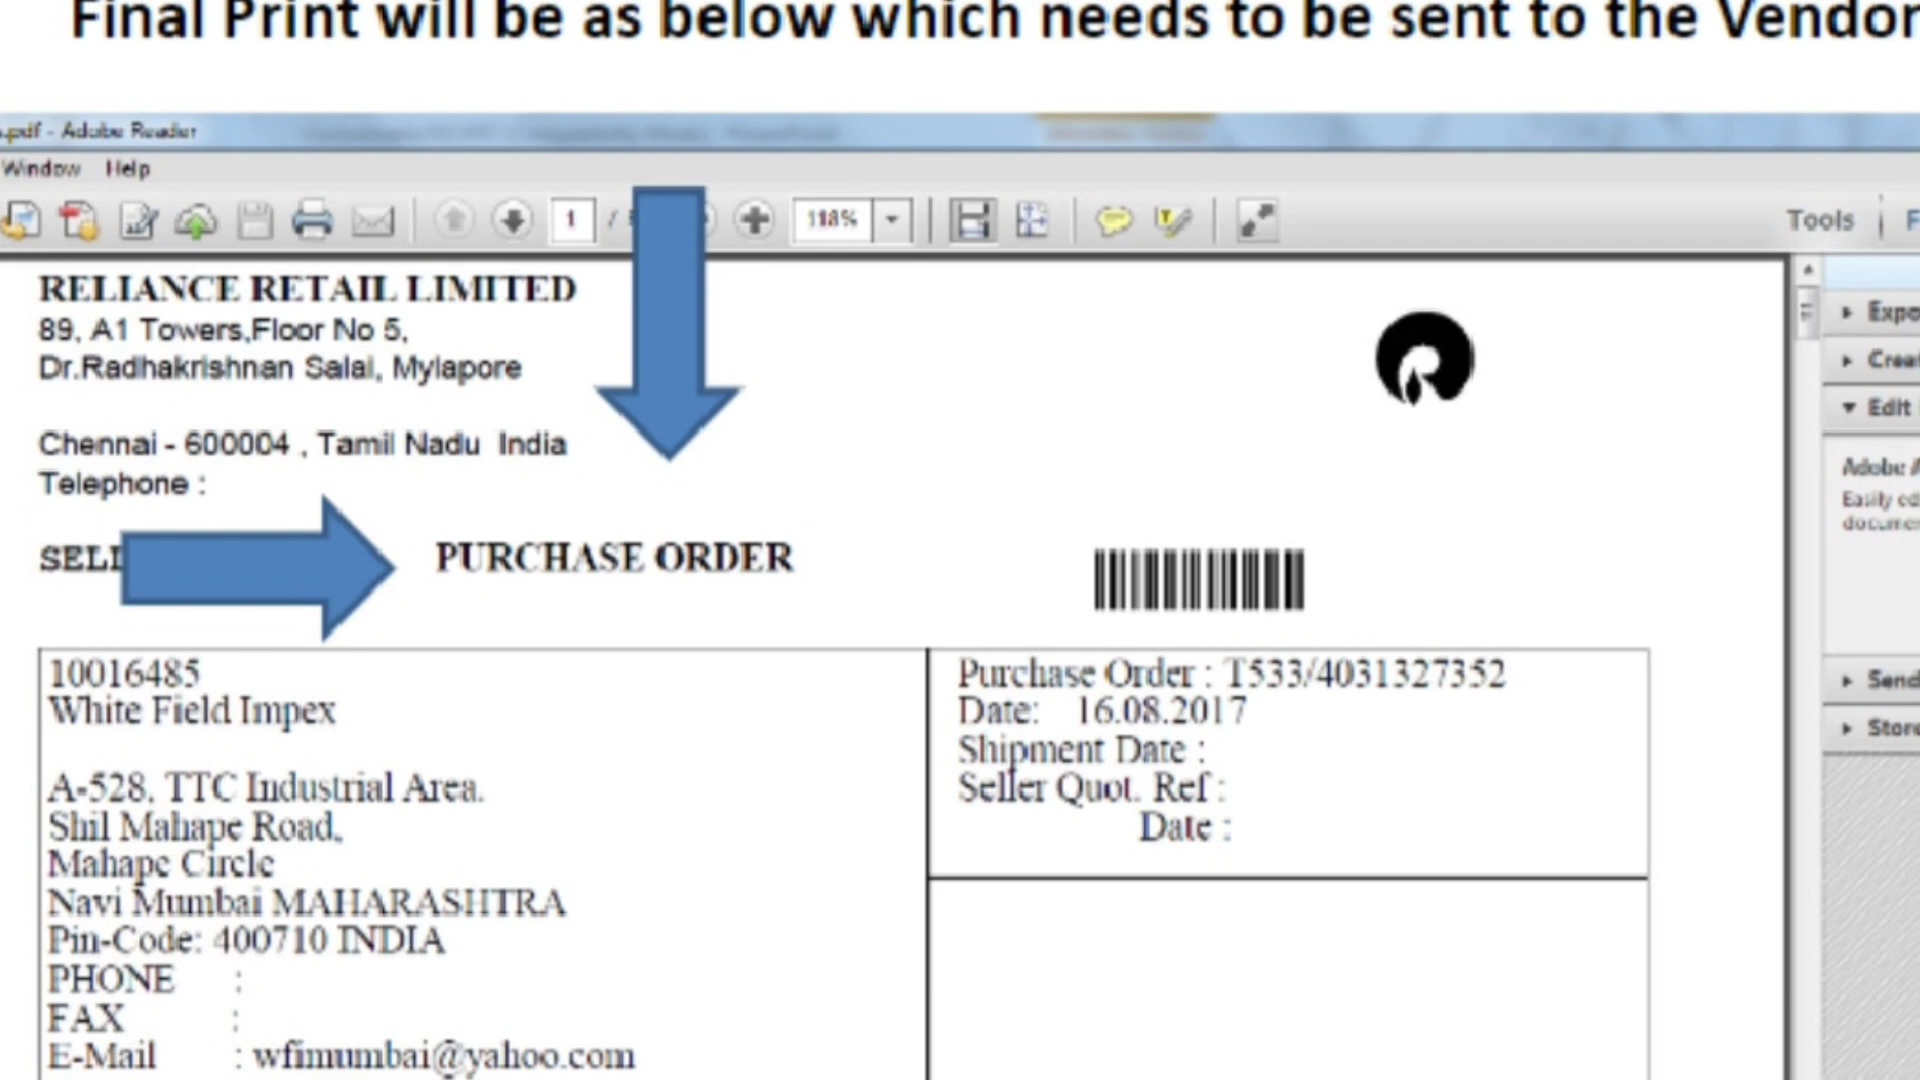 Final Print will be as below which needs to be sent to the Vendor
.pdf - Adobe Reader
Window Help
1 /
118%
Tools
RELIANCE RETAIL LIMITED
89, A1 Towers,Floor No 5,
Dr.Radhakrishnan Salai, Mylapore
Chennai - 600004 , Tamil Nadu India
Telephone :
PURCHASE ORDER
10016485
White Field Impex
A-528, TTC Industrial Area.
Shil Mahape Road,
Mahape Circle
Navi Mumbai MAHARASHTRA
Pin-Code: 400710 INDIA
PHONE :
FAX :
E-Mail : wfimumbai@yahoo.com
Purchase Order : T533/4031327352
Date: 16.08.2017
Shipment Date :
Seller Quot. Ref :
Date :
Edit
Adobe
Easily
Send